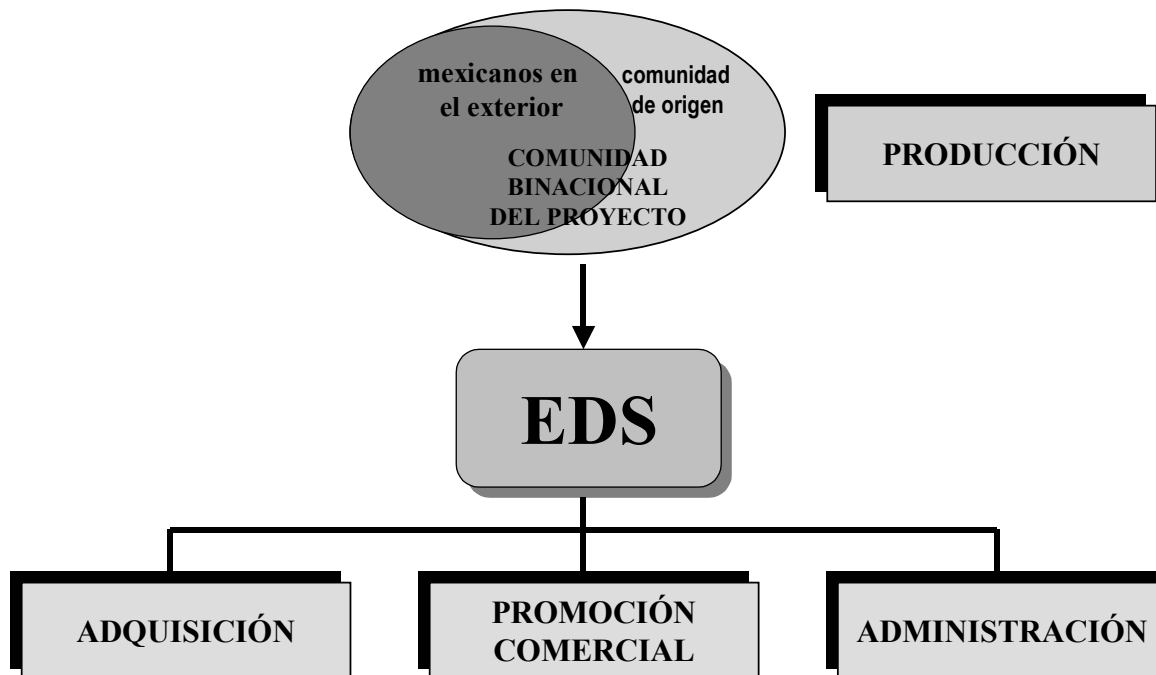 mexicanos en
el exterior
comunidad
de origen
COMUNIDAD
BINACIONAL
DEL PROYECTO
PRODUCCIÓN
EDS
ADQUISICIÓN
PROMOCIÓN
COMERCIAL
ADMINISTRACIÓN